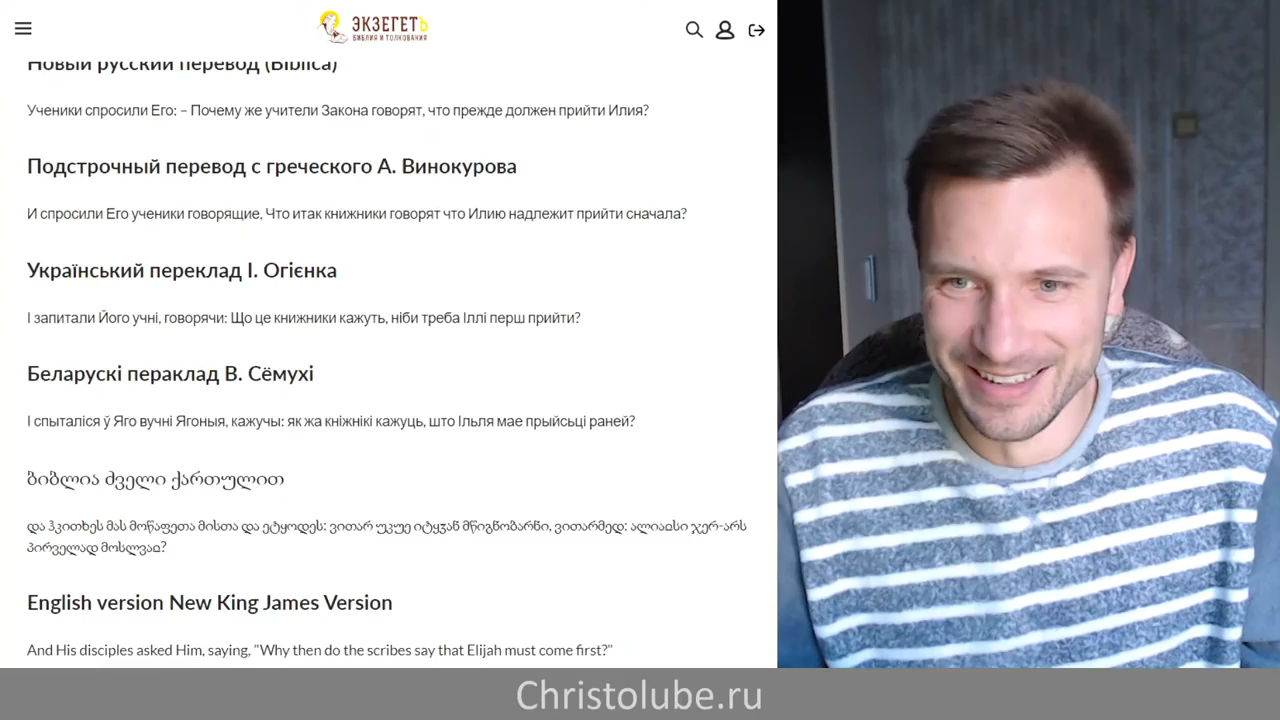 ЭКЗЕГЕТЬ
БИБЛИЯ И ТОЛКОВАНИЯ
Новый русский перевод (Biblica)
Ученики спросили Его: – Почему же учители Закона говорят, что прежде должен прийти Илия?
Подстрочный перевод с греческого А. Винокурова
И спросили Его ученики говорящие, Что итак книжники говорят что Илию надлежит прийти сначала?
Український переклад І. Огієнка
І запитали Його учні, говорячи: Що це книжники кажуть, ніби треба Іллі перш прийти?
Беларускі пераклад В. Сёмухі
І спыталіся ў Яго вучні Ягоныя, кажучы: як жа кніжнікі кажуць, што Ільля мае прыйсьці раней?
ბიბლია ძველი ქართულით
და ჰკითხეს მას მოწაფეთა მისთა და ეტყოდეს: ვითარ უკუე იტყჳან მწიგნობარნი, ვითარმედ: ალიაჲსი ჯერ-არს
პირველად მოსლვაჲ?
English version New King James Version
And His disciples asked Him, saying, "Why then do the scribes say that Elijah must come first?"
Christolube.ru